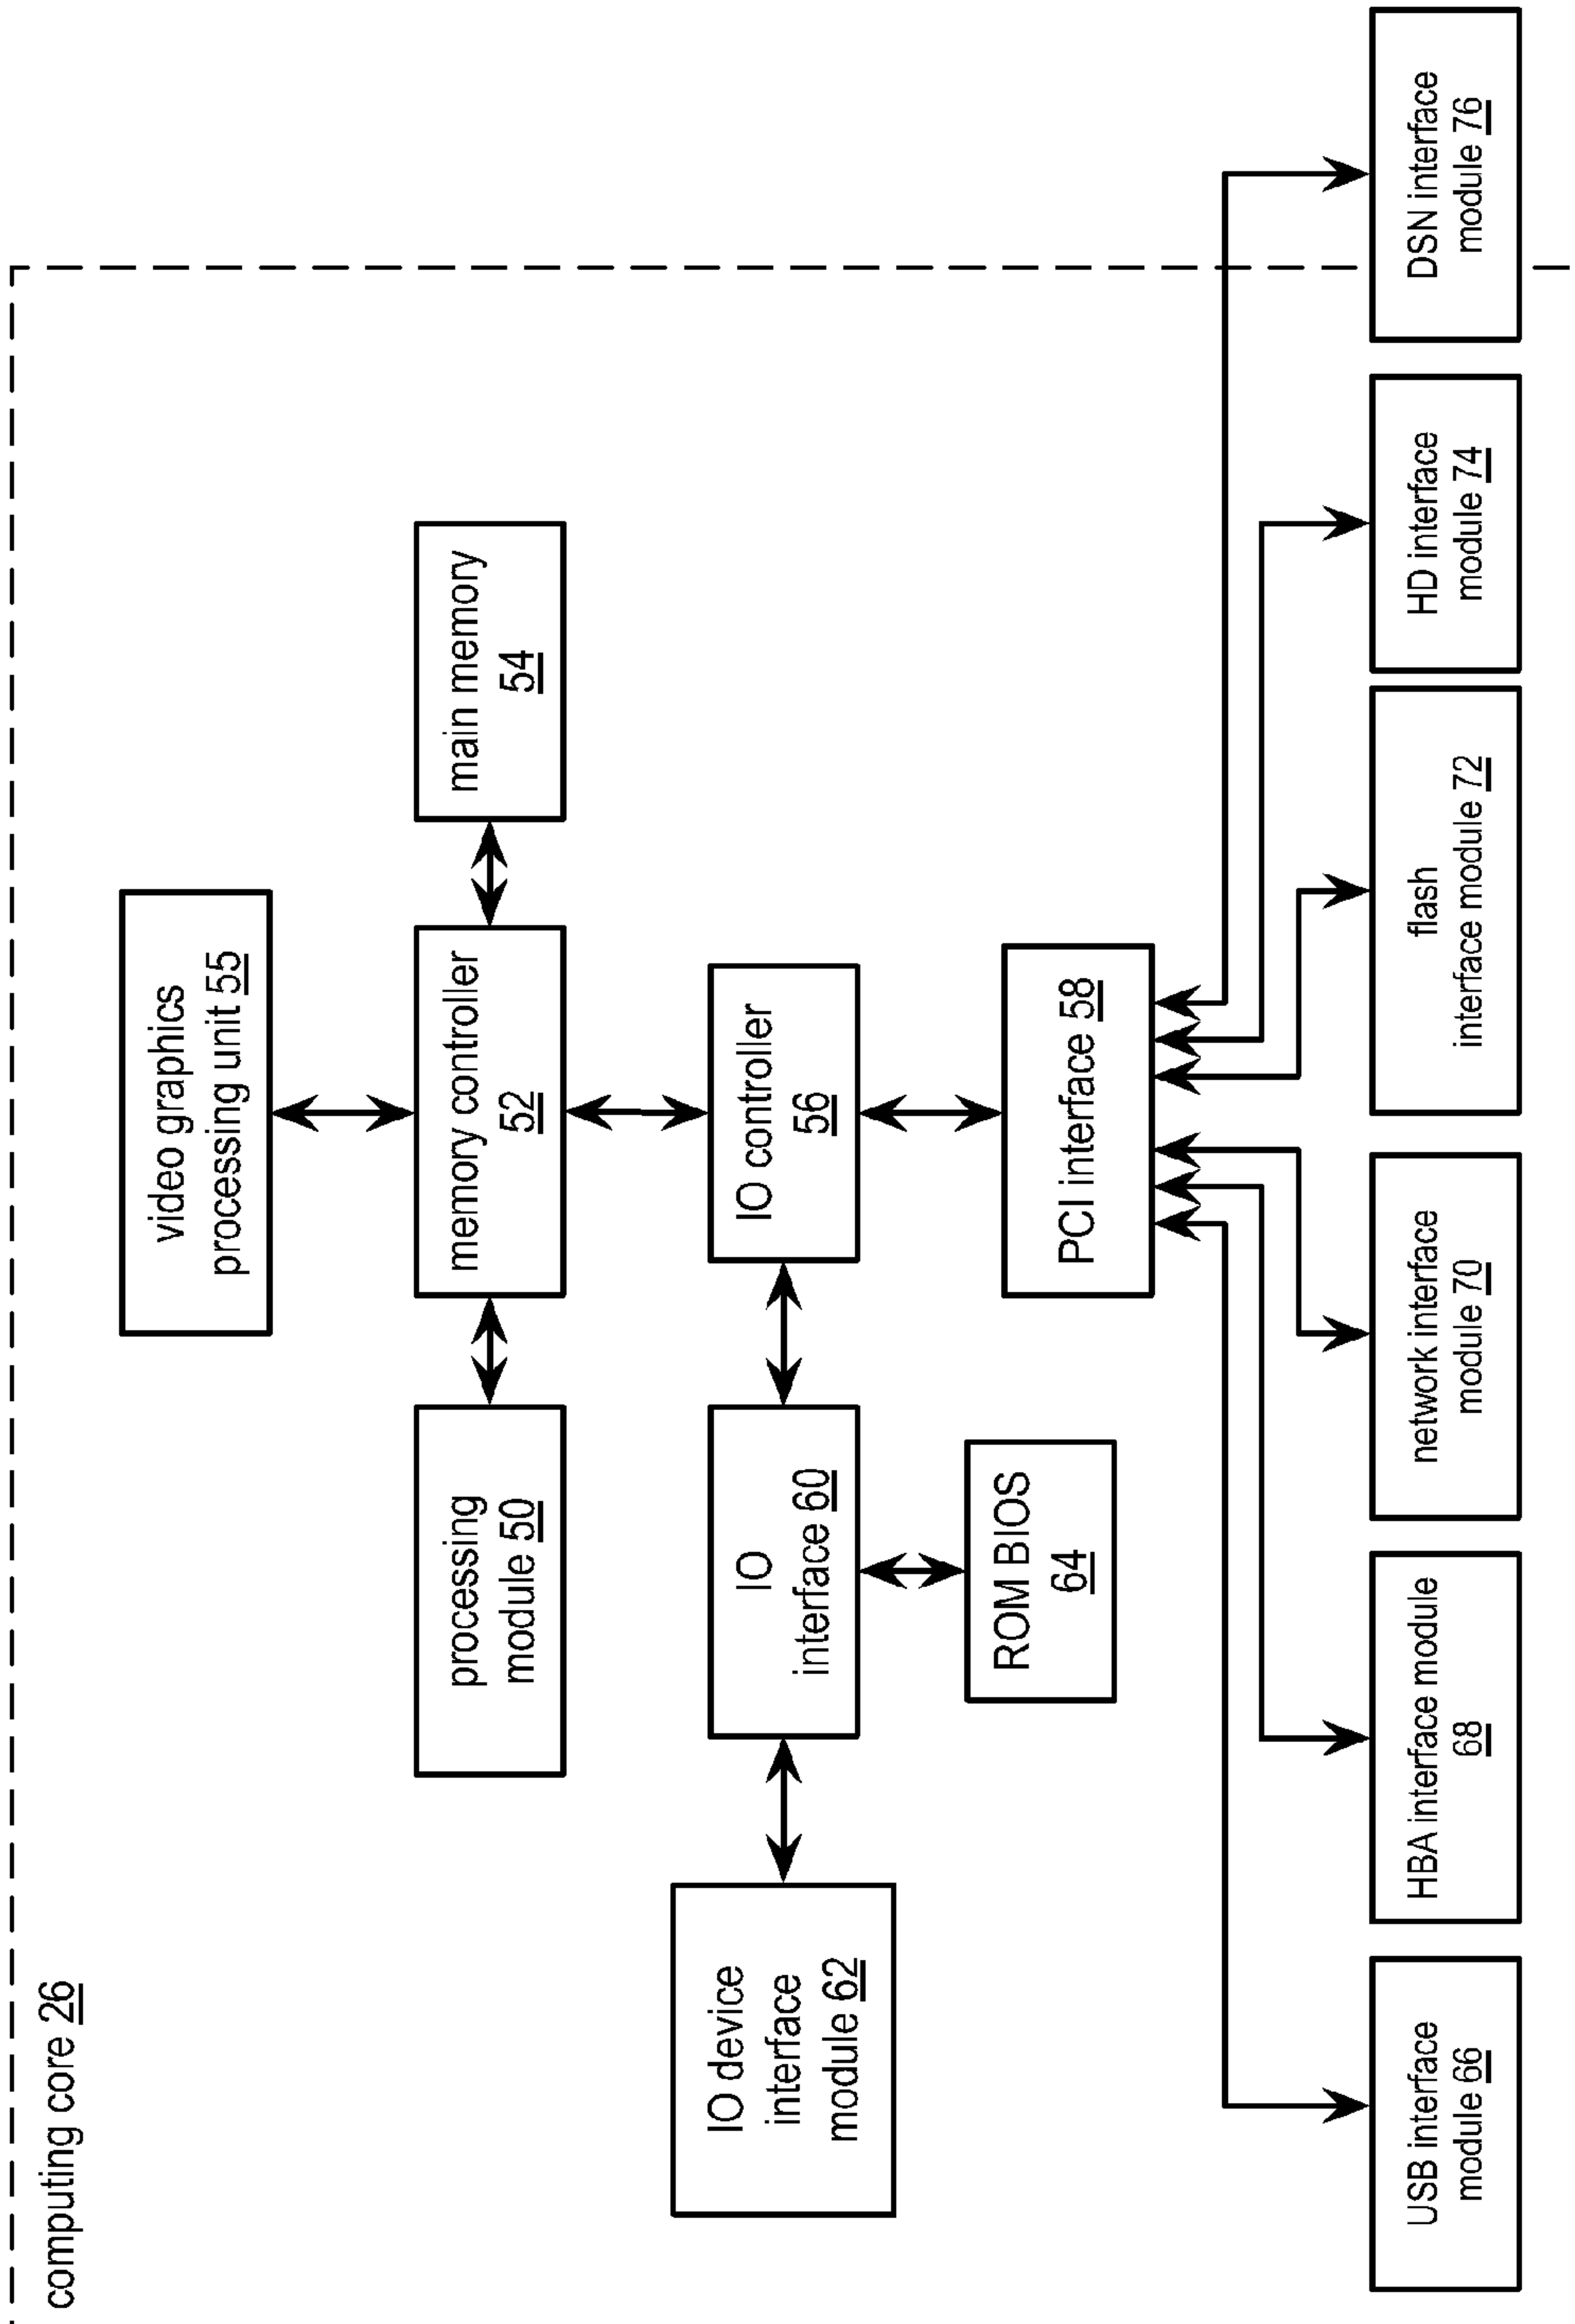 computing core 26
video graphics
processing unit 55
processing
module 50
memory controller
52
main memory
54
IO device
interface
module 62
IO
interface 60
IO controller
56
ROM BIOS
64
PCI interface 58
USB interface
module 66
HBA interface module
68
network interface
module 70
flash
interface module 72
HD interface
module 74
DSN interface
module 76